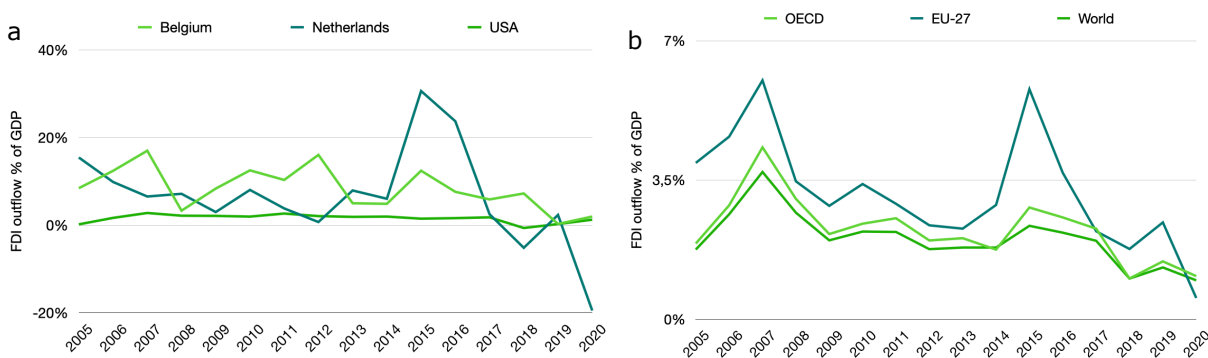 a
Belgium Netherlands USA
FDI outflow % of GDP
40%
20%
0%
-20%
2005 2006 2007 2008 2009 2010 2011 2012 2013 2014 2015 2016 2017 2018 2019 2020
b
OECD EU-27 World
FDI outflow % of GDP
7%
3.5%
0%
2005 2006 2007 2008 2009 2010 2011 2012 2013 2014 2015 2016 2017 2018 2019 2020